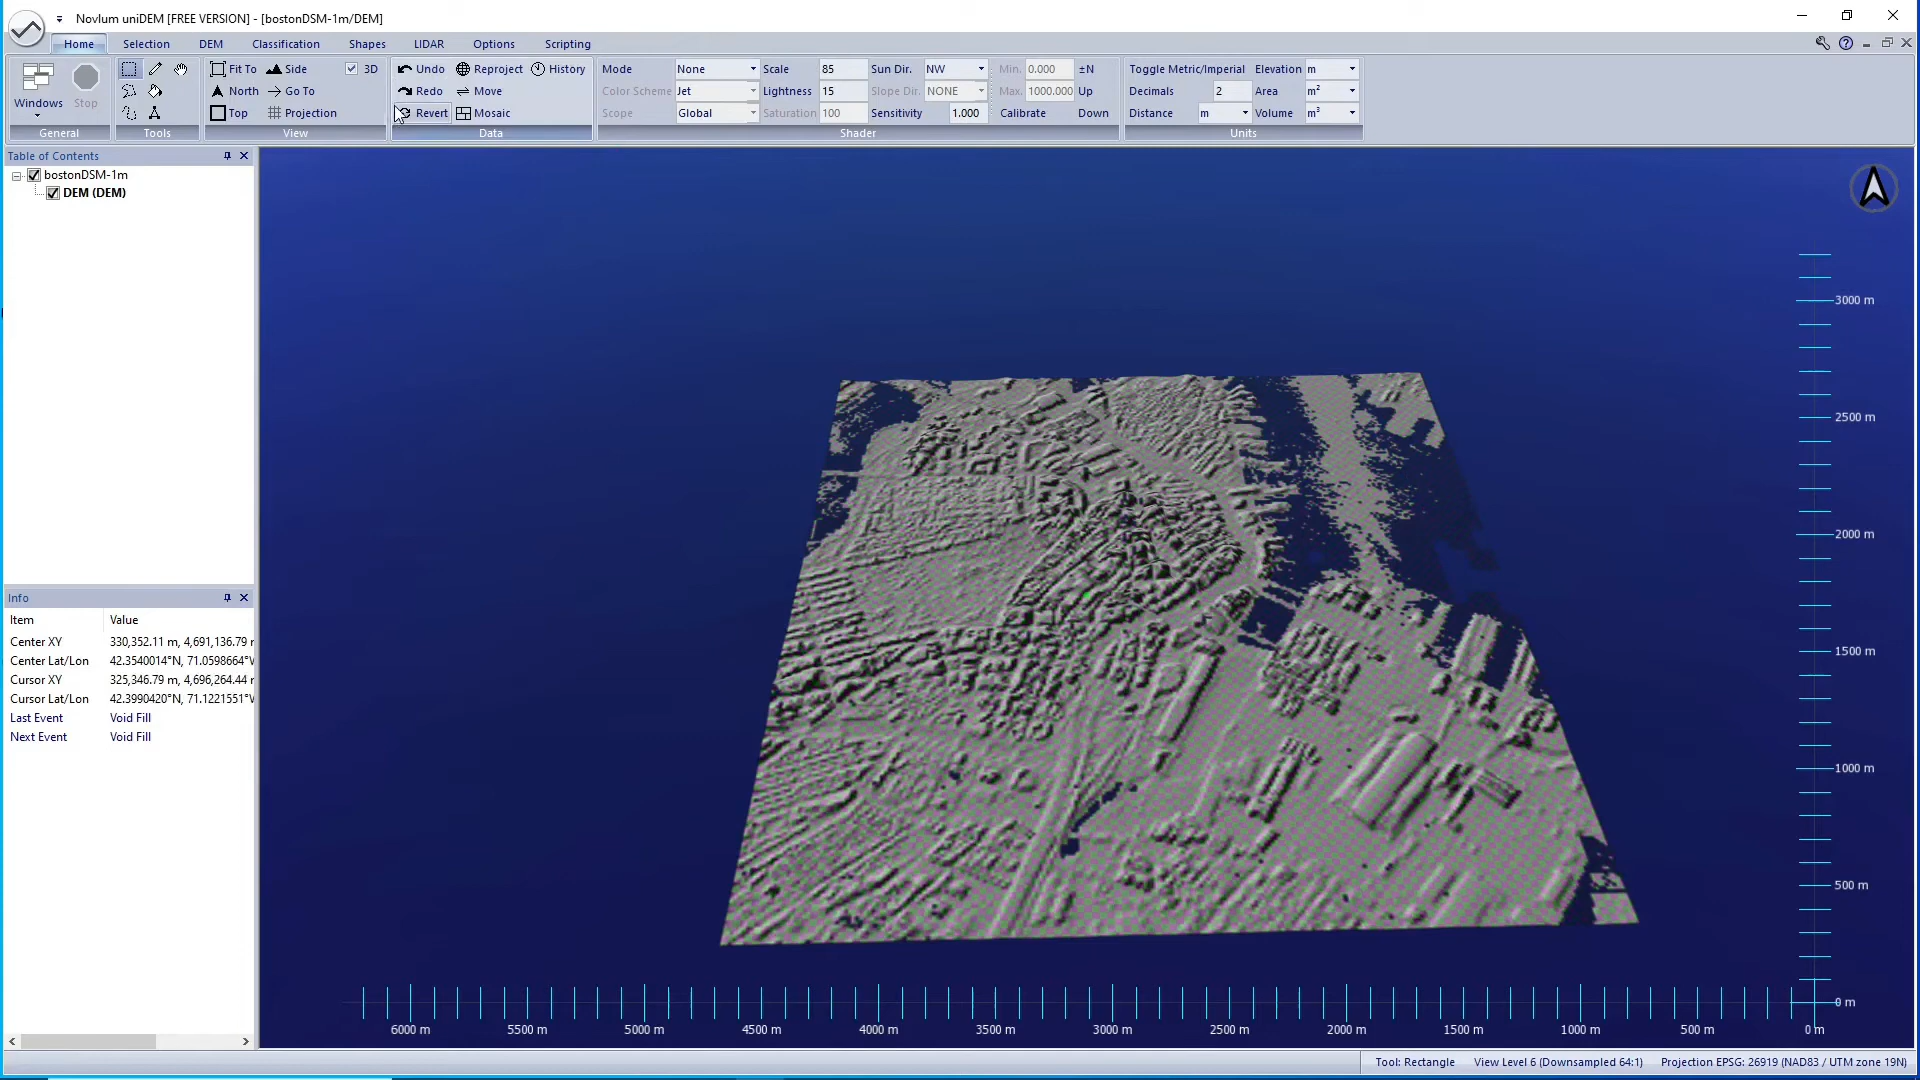 Novlum uniDEM [FREE VERSION] - [bostonDSM-1m/DEM]
Home Selection DEM Classification Shapes LIDAR Options Scripting
Fit To Side 3D Undo Reproject History Mode None Scale 85 Sun Dir. NW Min. 0.000 ±N Toggle Metric/Imperial Elevation m
North Go To Redo Move Color Scheme Jet Lightness 15 Slope Dir. NONE Max. 1000.000 Up Decimals 2 Area m²
Windows Stop
Top Projection Revert Mosaic Scope Global Saturation 100 Sensitivity 1.000 Calibrate Down Distance m Volume m³
General Tools View Data Shader Units
Table of Contents
bostonDSM-1m
DEM (DEM)
Info
Item Value
Center XY 330,352.11 m, 4,691,136.79
Center Lat/Lon 42.3540014°N, 71.0598664°
Cursor XY 325,346.79 m, 4,696,264.44
Cursor Lat/Lon 42.3990420°N, 71.1221551°
Last Event Void Fill
Next Event Void Fill
3000 m
2500 m
2000 m
1500 m
1000 m
500 m
0 m
6000 m 5500 m 5000 m 4500 m 4000 m 3500 m 3000 m 2500 m 2000 m 1500 m 1000 m 500 m 0 m
Tool: Rectangle View Level 6 (Downsampled 64:1) Projection EPSG: 26919 (NAD83 / UTM zone 19N)